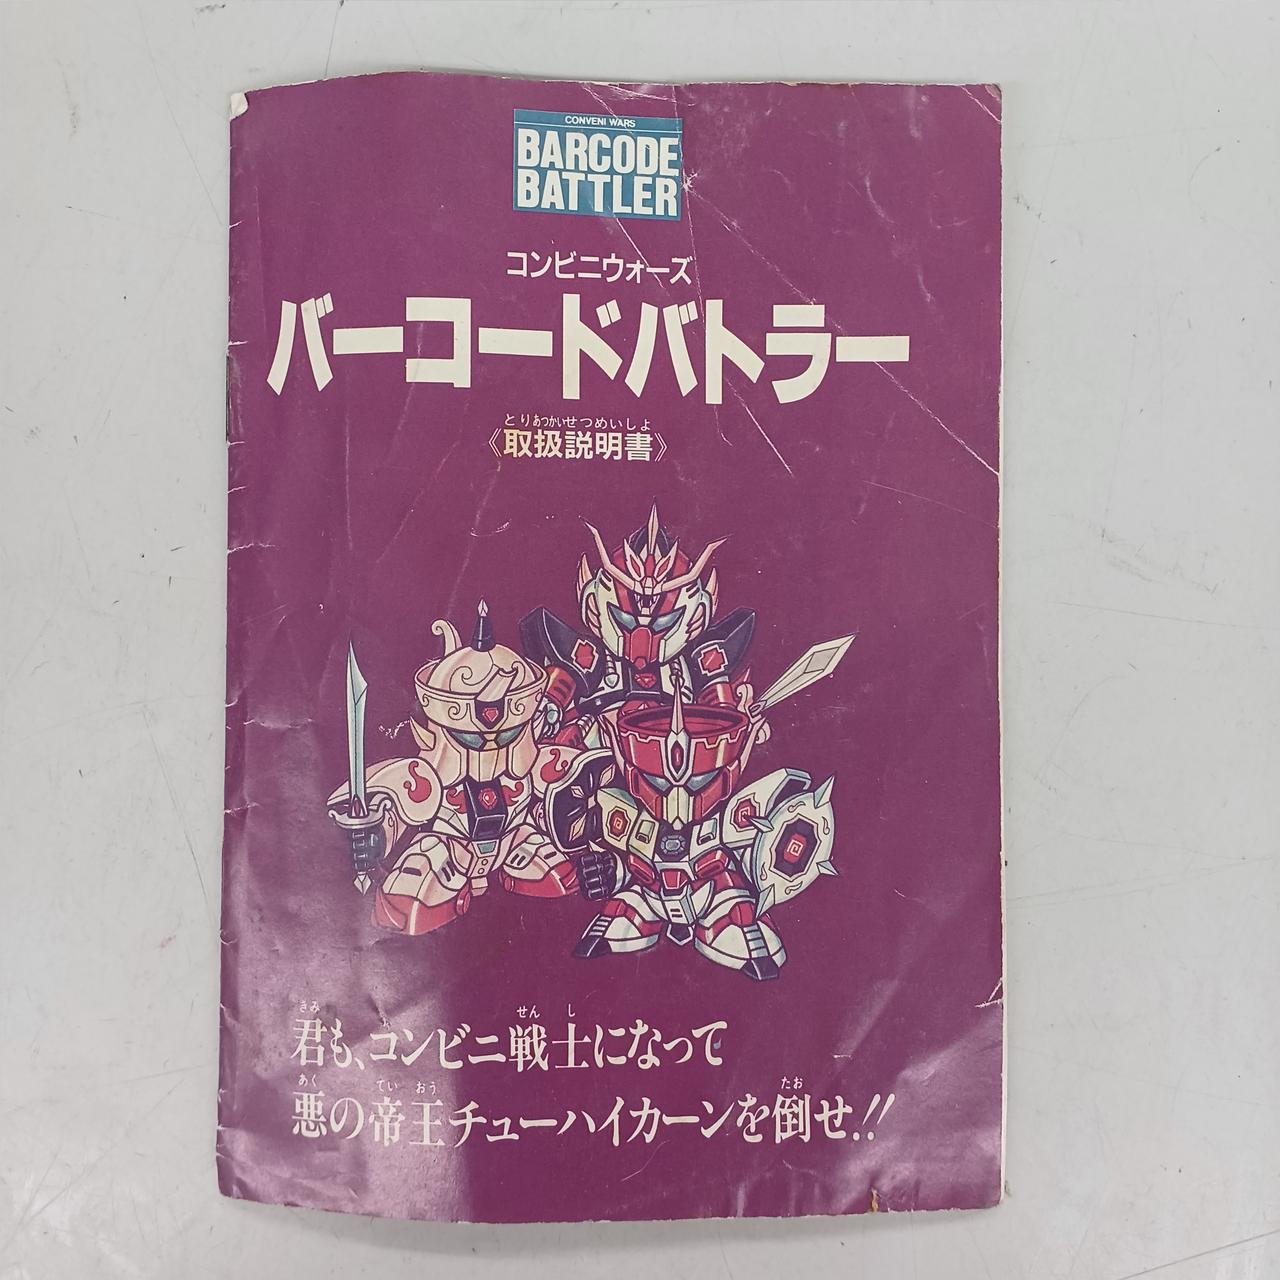 CONVENI WARS
BARCODE
BATTLER
コンビニウォーズ
バーコードバトラー
とりあつかいせつめいしょ
《取扱説明書》
きみ せんし
君も、コンビニ戦士になって
あく ていおう たお
悪の帝王チューハイカーンを倒せ!!